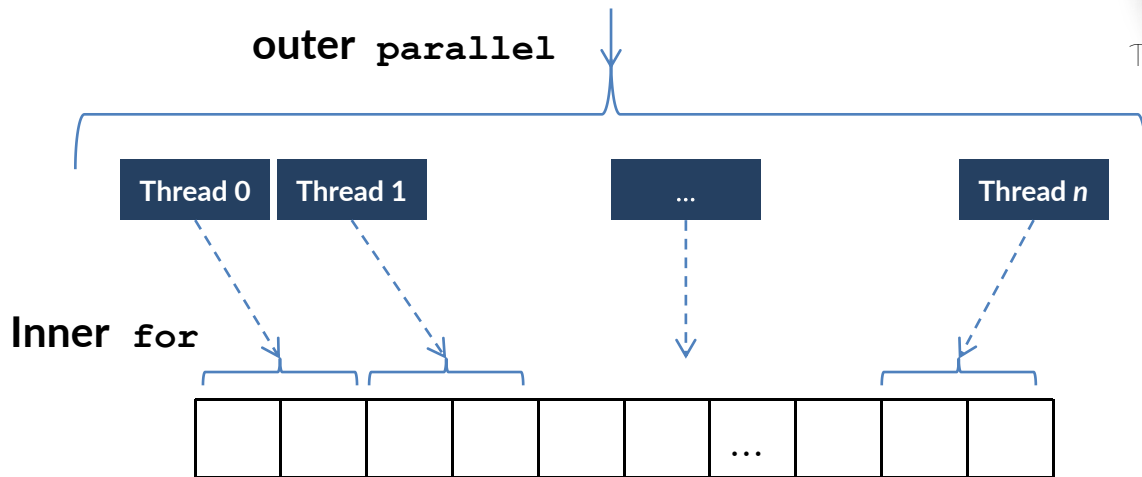 outer parallel
T
Thread 0
Thread 1
...
Thread n
Inner for
...